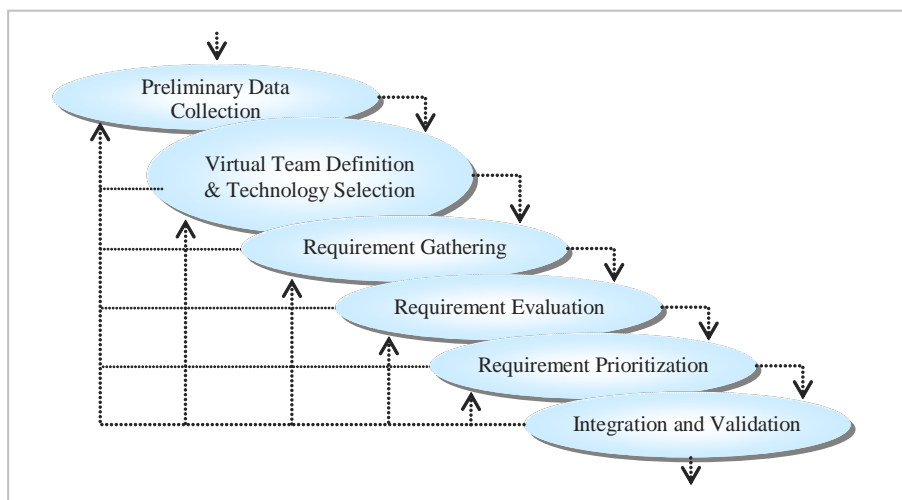 Preliminary Data
Collection
Virtual Team Definition
& Technology Selection
Requirement Gathering
Requirement Evaluation
Requirement Prioritization
Integration and Validation